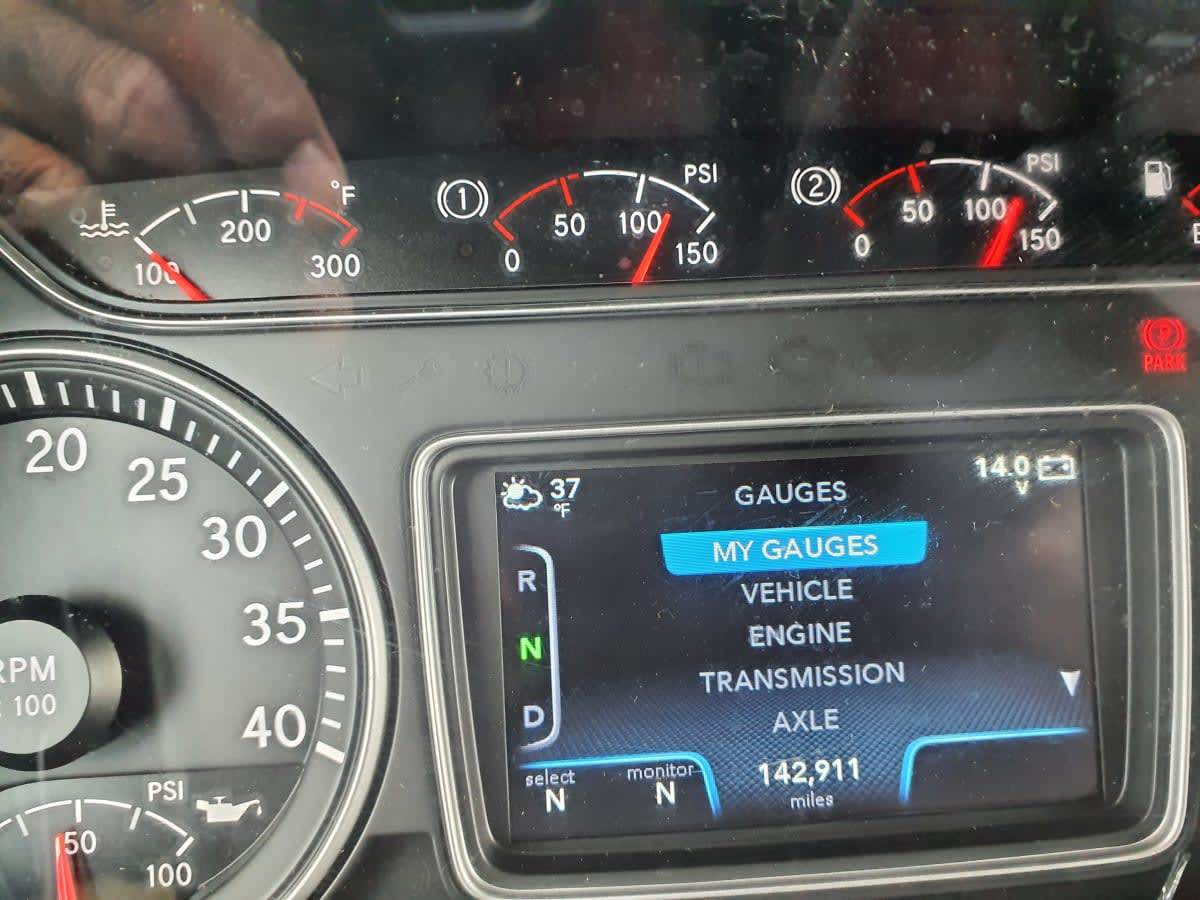 °F
100
200
300
1
PSI
0
50
100
150
2
PSI
0
50
100
150
E
P
PARK
20
25
30
35
40
RPM
100
PSI
50
100
37
°F
GAUGES
14.0
V
MY GAUGES
VEHICLE
ENGINE
TRANSMISSION
AXLE
R
N
D
select
N
monitor
N
142,911
miles